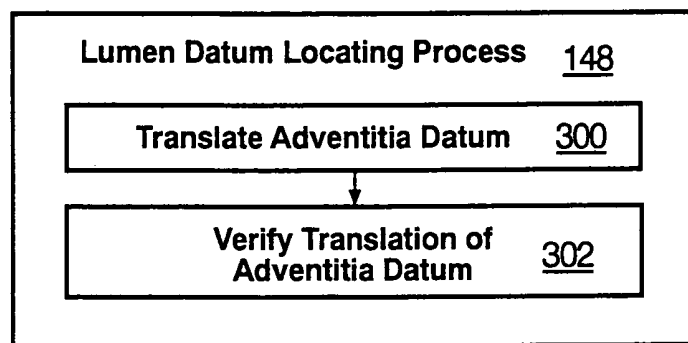 Lumen Datum Locating Process 148
Translate Adventitia Datum 300
Verify Translation of
Adventitia Datum 302